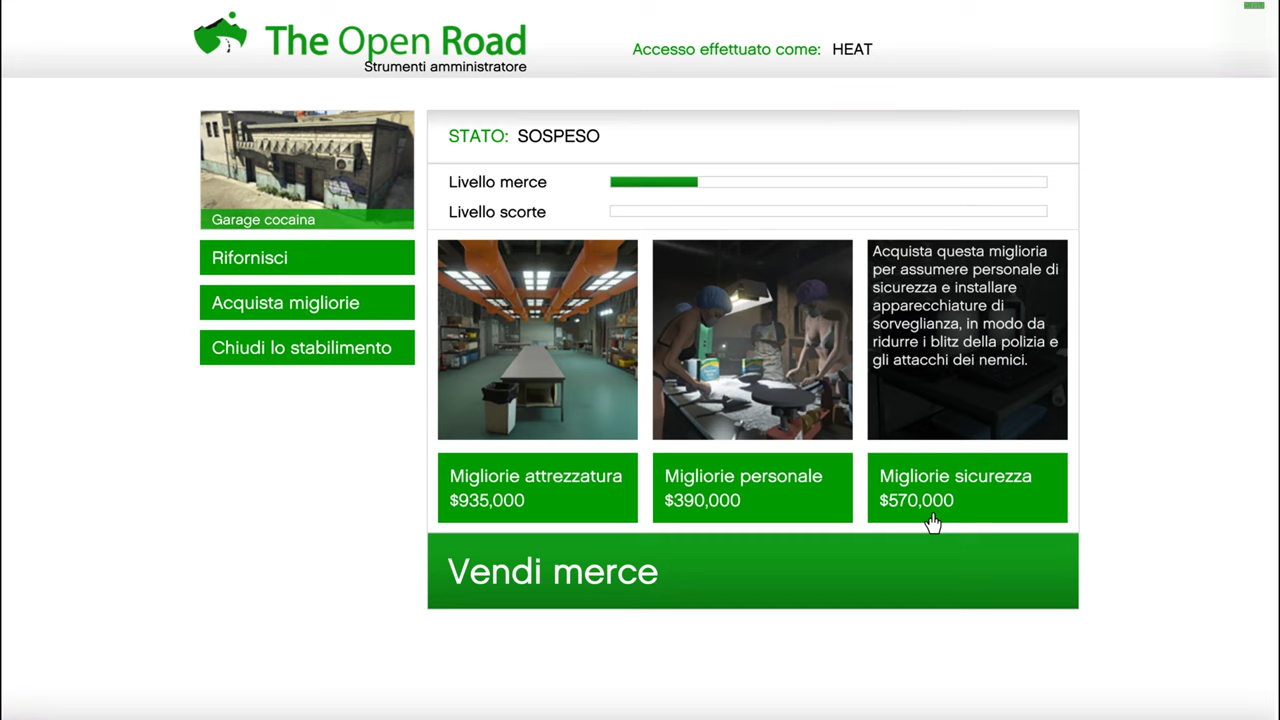 The Open Road
Strumenti amministratore
Accesso effettuato come: HEAT
Garage cocaina
Rifornisci
Acquista migliorie
Chiudi lo stabilimento
STATO: SOSPESO
Livello merce
Livello scorte
Acquista questa miglioria
per assumere personale di
sicurezza e installare
apparecchiature di
sorveglianza, in modo da
ridurre i blitz della polizia e
gli attacchi dei nemici.
Migliorie attrezzatura
$935,000
Migliorie personale
$390,000
Migliorie sicurezza
$570,000
Vendi merce